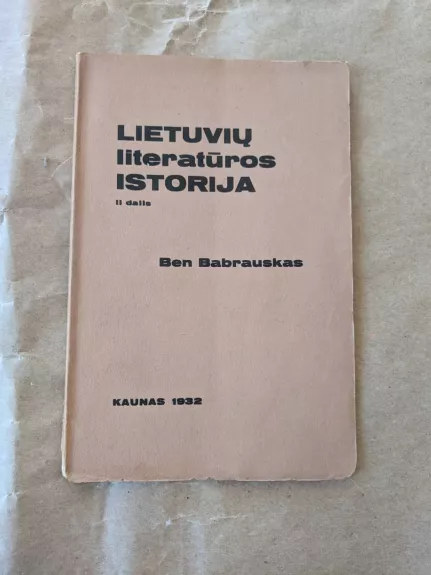 LIETUVIŲ
literatūros
ISTORIJA
II dalis
Ben Babrauskas
KAUNAS 1932